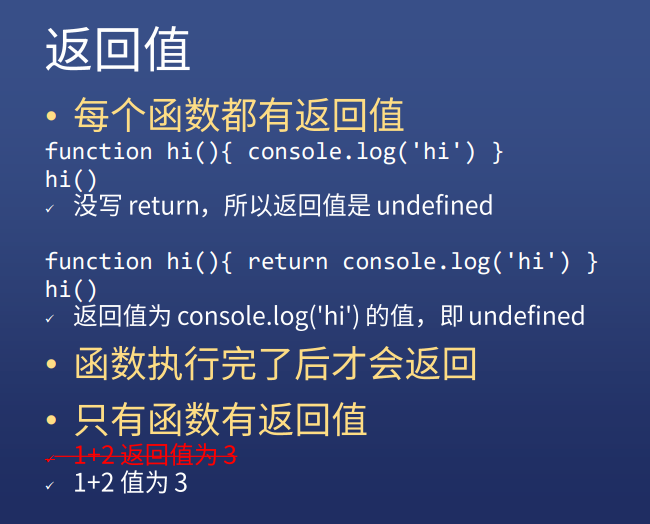 返回值
• 每个函数都有返回值
function hi(){ console.log('hi') }
hi()
✓ 没写 return，所以返回值是 undefined
function hi(){ return console.log('hi') }
hi()
✓ 返回值为 console.log('hi') 的值，即 undefined
• 函数执行完了后才会返回
• 只有函数有返回值
✓ 1+2 返回值为 3
✓ 1+2 值为 3